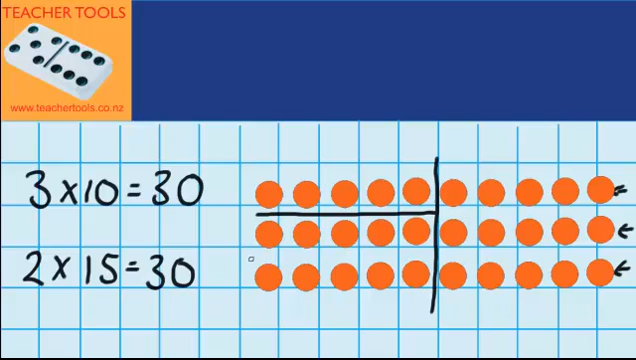 TEACHER TOOLS
www.teachertools.co.nz
3 × 10 = 30
2 × 15 = 30